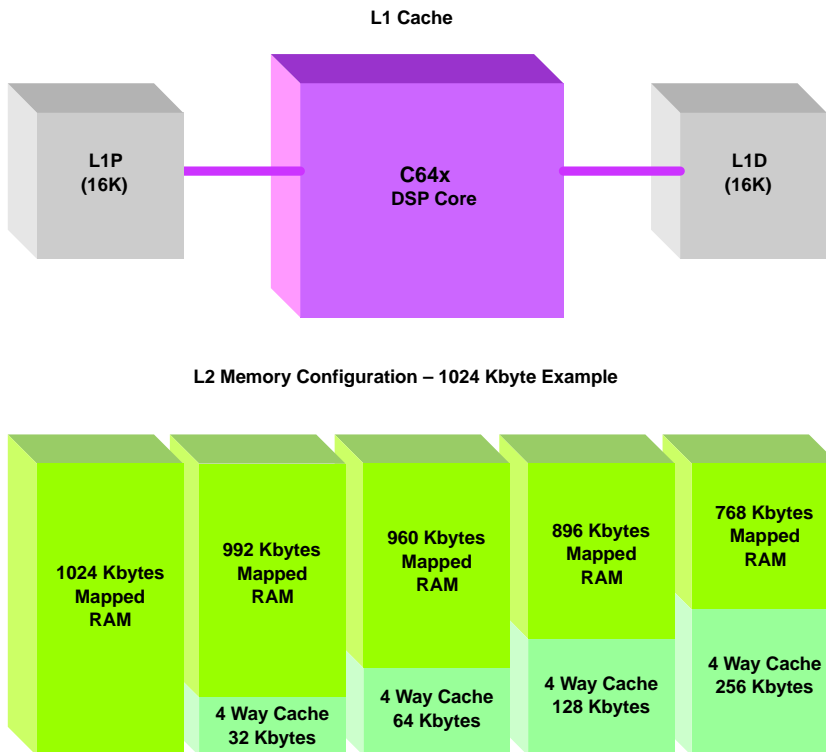 L1 Cache
L1P
(16K)
C64x
DSP Core
L1D
(16K)
L2 Memory Configuration – 1024 Kbyte Example
1024 Kbytes
Mapped
RAM
992 Kbytes
Mapped
RAM
4 Way Cache
32 Kbytes
960 Kbytes
Mapped
RAM
4 Way Cache
64 Kbytes
896 Kbytes
Mapped
RAM
4 Way Cache
128 Kbytes
768 Kbytes
Mapped
RAM
4 Way Cache
256 Kbytes